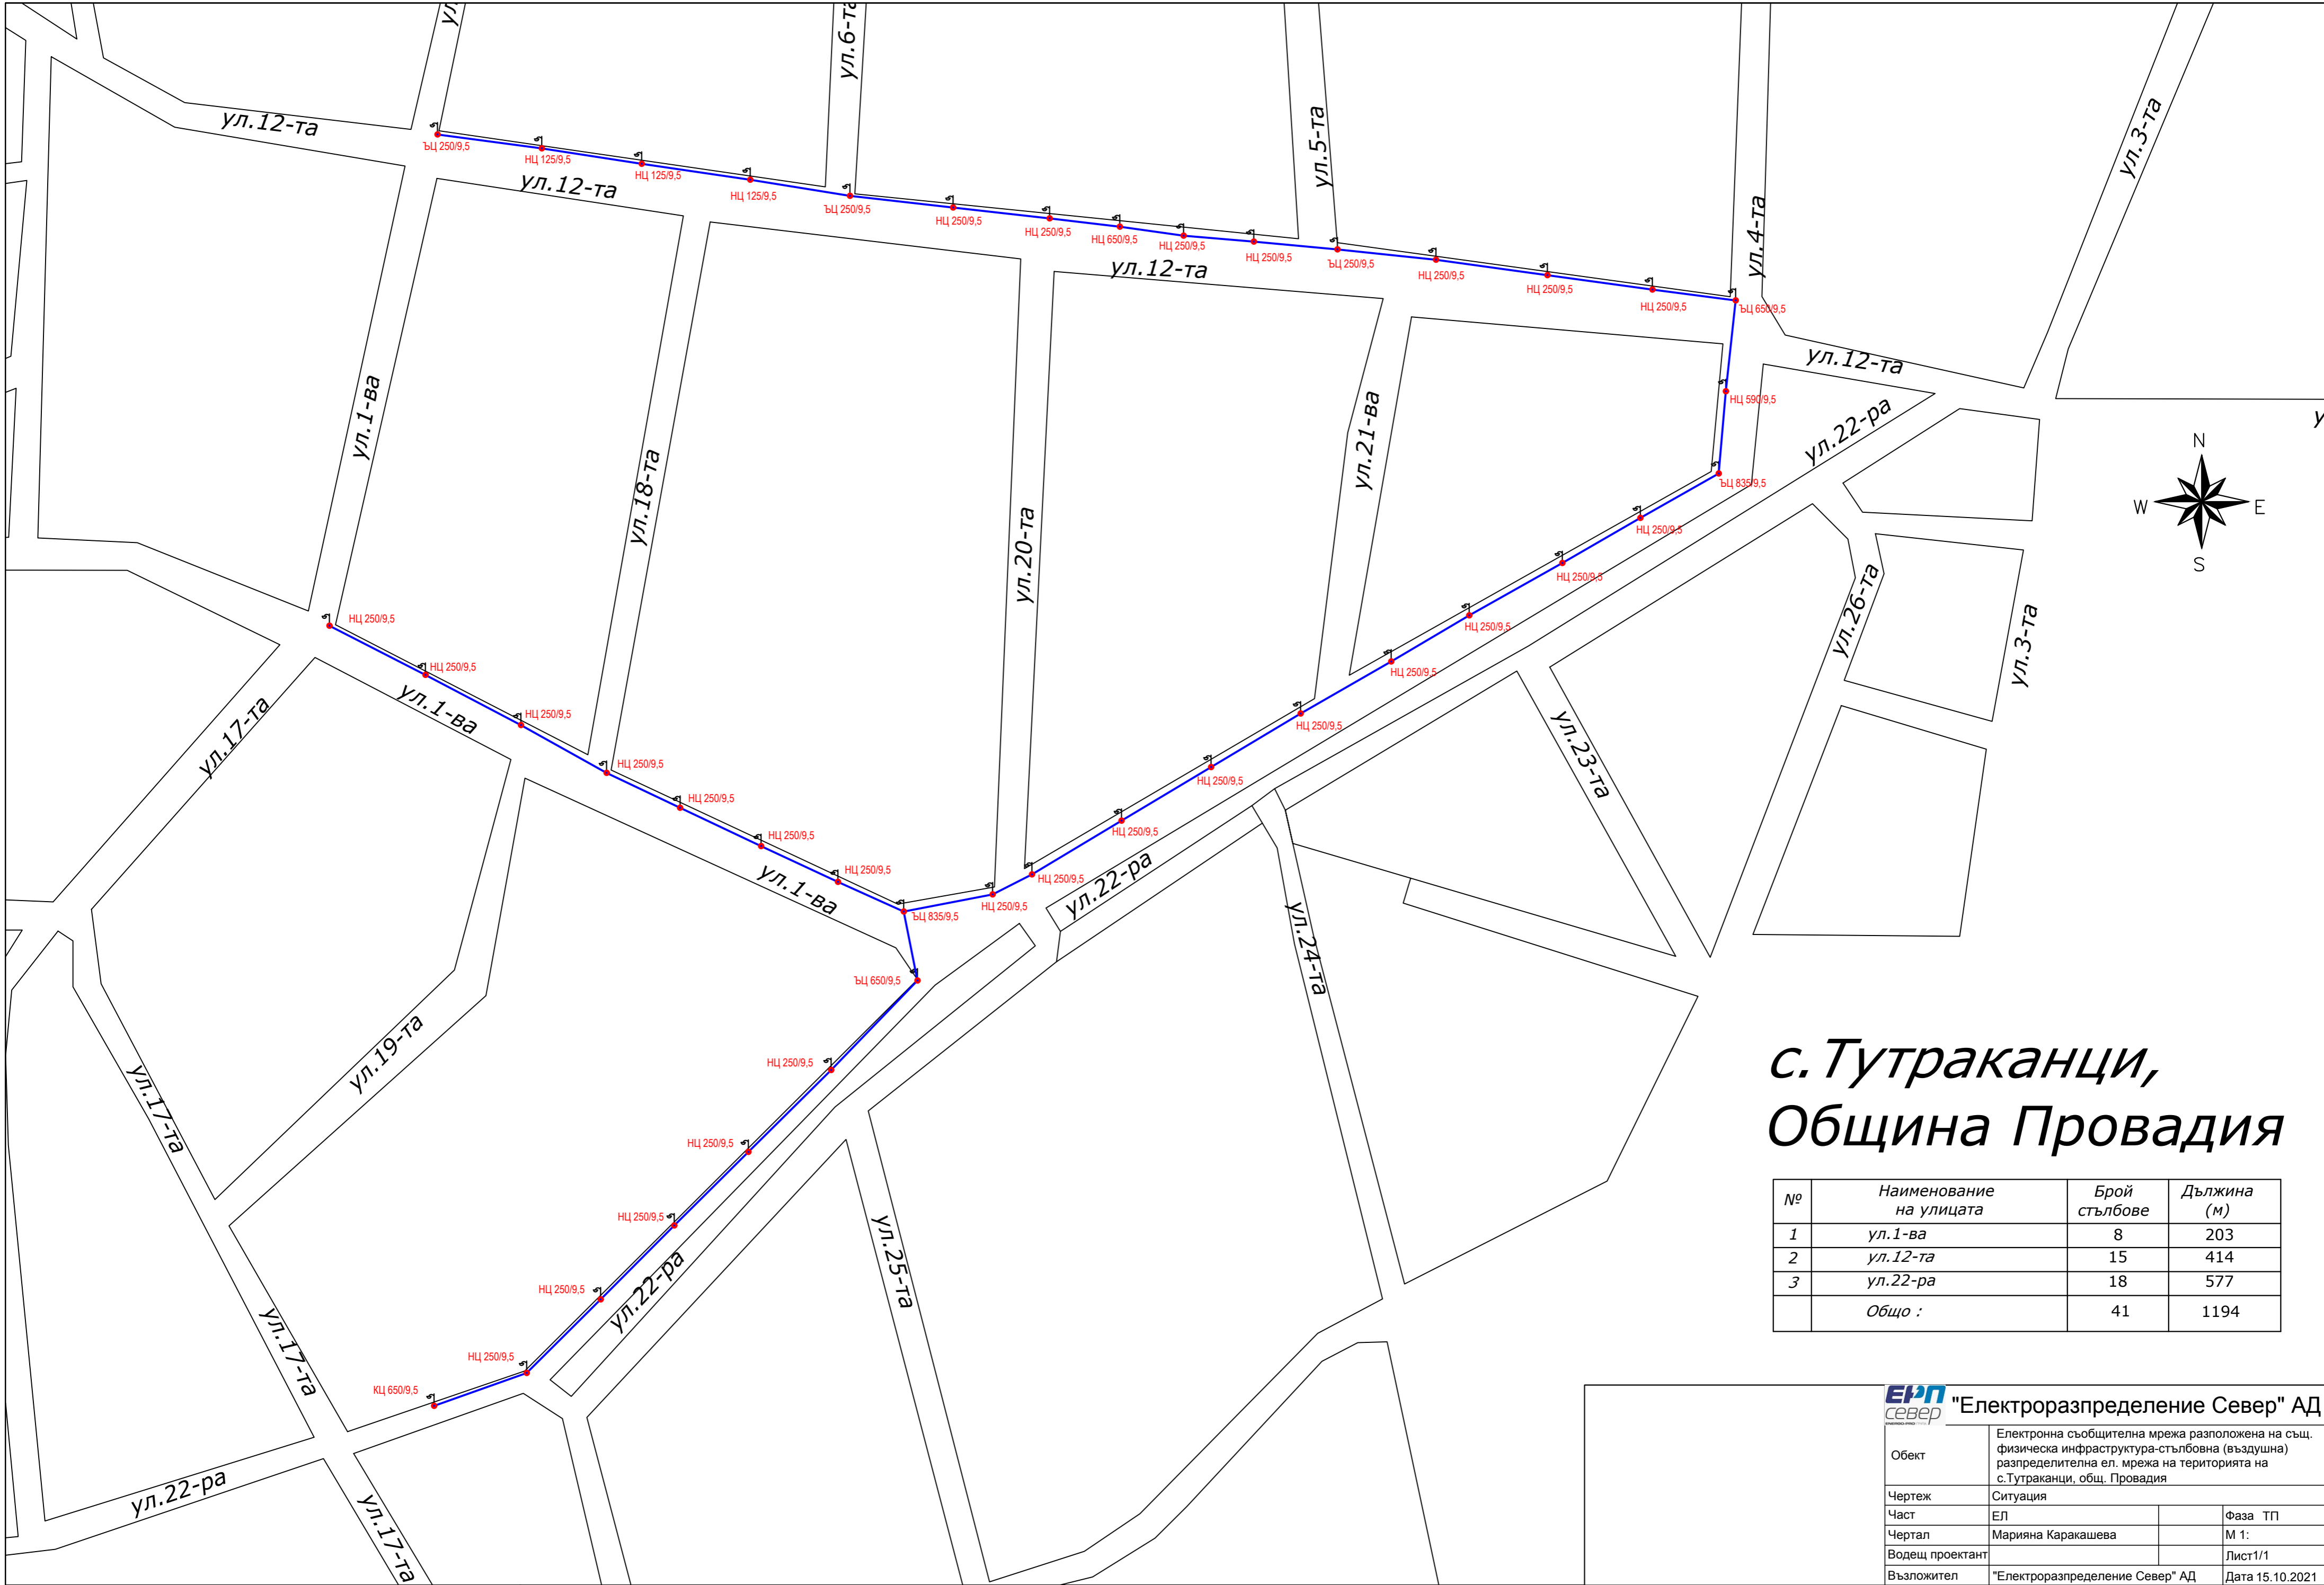 ул.6-та
ул.12-та
ул.5-та
ул.3-та
ЪЦ 250/9,5
НЦ 125/9,5
НЦ 125/9,5
НЦ 125/9,5
ЪЦ 250/9,5
НЦ 250/9,5
НЦ 250/9,5
НЦ 650/9,5
НЦ 250/9,5
НЦ 250/9,5
ЪЦ 250/9,5
НЦ 250/9,5
НЦ 250/9,5
НЦ 250/9,5
ЪЦ 650/9,5
ул.12-та
ул.12-та
ул.4-та
ул.12-та
НЦ 590/9,5
ул.1-ва
ул.18-та
ул.21-ва
ул.22-ра
N
W
E
S
ЪЦ 835/9,5
НЦ 250/9,5
НЦ 250/9,5
НЦ 250/9,5
НЦ 250/9,5
НЦ 250/9,5
НЦ 250/9,5
НЦ 250/9,5
НЦ 250/9,5
НЦ 250/9,5
ул.20-та
ул.26-та
ул.3-та
НЦ 250/9,5
НЦ 250/9,5
НЦ 250/9,5
НЦ 250/9,5
НЦ 250/9,5
НЦ 250/9,5
НЦ 250/9,5
ЪЦ 835/9,5
ул.17-та
ул.1-ва
ул.1-ва
ул.23-та
ул.22-ра
ул.24-та
ЪЦ 650/9,5
НЦ 250/9,5
НЦ 250/9,5
НЦ 250/9,5
НЦ 250/9,5
НЦ 250/9,5
КЦ 650/9,5
ул.19-та
ул.17-та
ул.25-та
ул.22-ра
ул.17-та
ул.22-ра
ул.17-та
с.Тутраканци,
Община Провадия
№ Наименование на улицата Брой стълбове Дължина (м)
1 ул.1-ва 8 203
2 ул.12-та 15 414
3 ул.22-ра 18 577
Общо : 41 1194
ЕРП
север
"Електроразпределение Север" АД
Обект
Електронна съобщителна мрежа разположена на същ.
физическа инфраструктура-стълбовна (въздушна)
разпределителна ел. мрежа на територията на
с.Тутраканци, общ. Провадия
Чертеж Ситуация
Част ЕЛ Фаза ТП
Чертал Марияна Каракашева М 1:
Водещ проектант Лист1/1
Възложител "Електроразпределение Север" АД Дата 15.10.2021